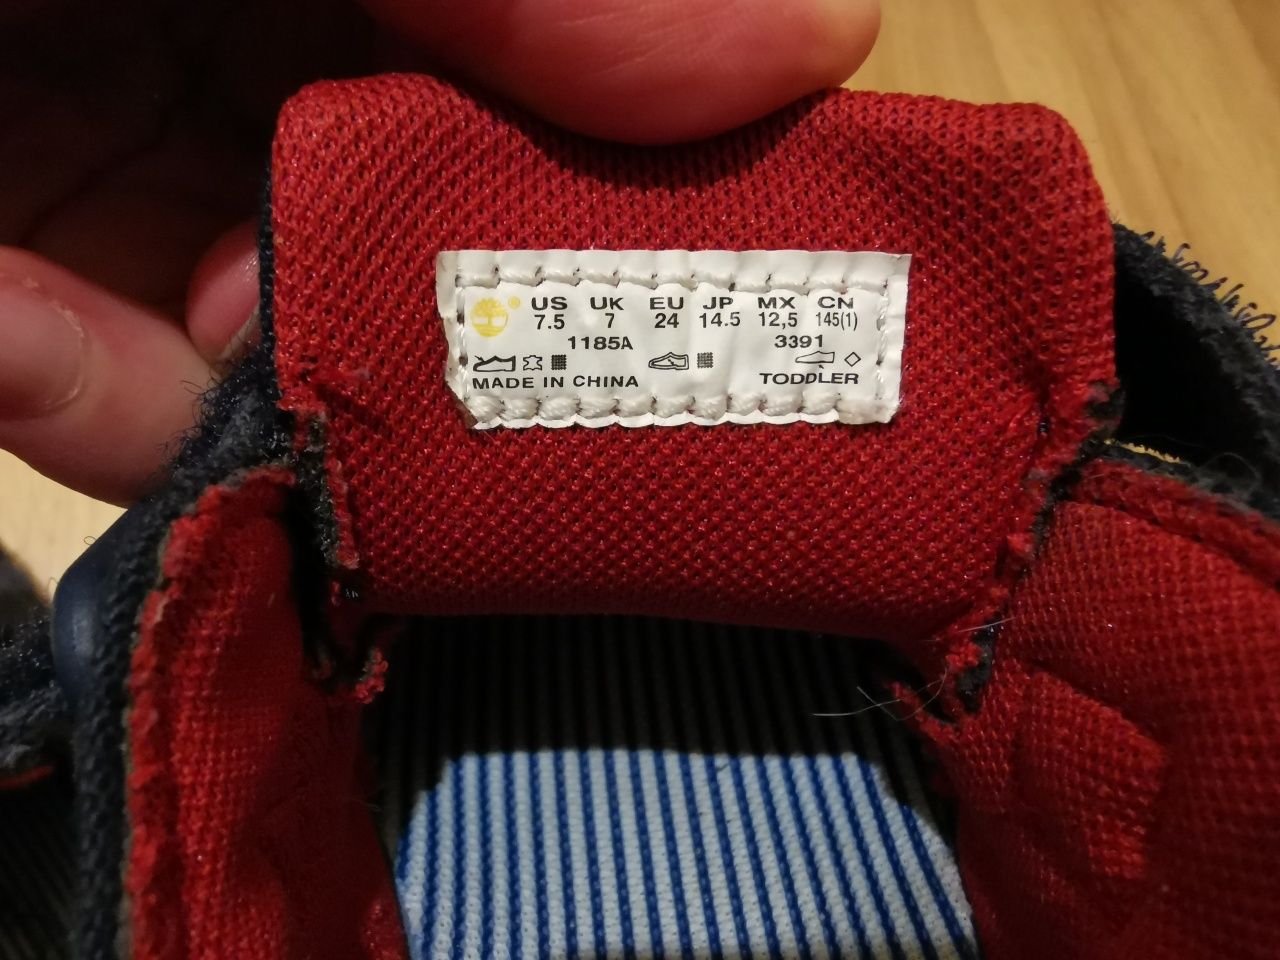 ® US UK EU JP MX CN
7.5 7 24 14.5 12,5 145(1)
1185A 3391
MADE IN CHINA TODDLER